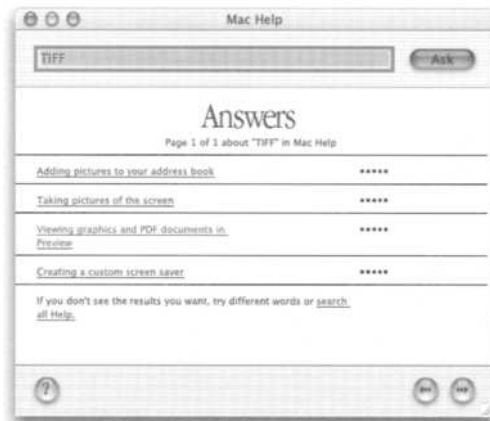 Mac Help
TIFF
Ask
Answers
Page 1 of 1 about "TIFF" in Mac Help
Adding pictures to your address book *****
Taking pictures of the screen *****
Viewing graphics and PDF documents in
Preview *****
Creating a custom screen saver *****
If you don't see the results you want, try different words or search
all Help.
?